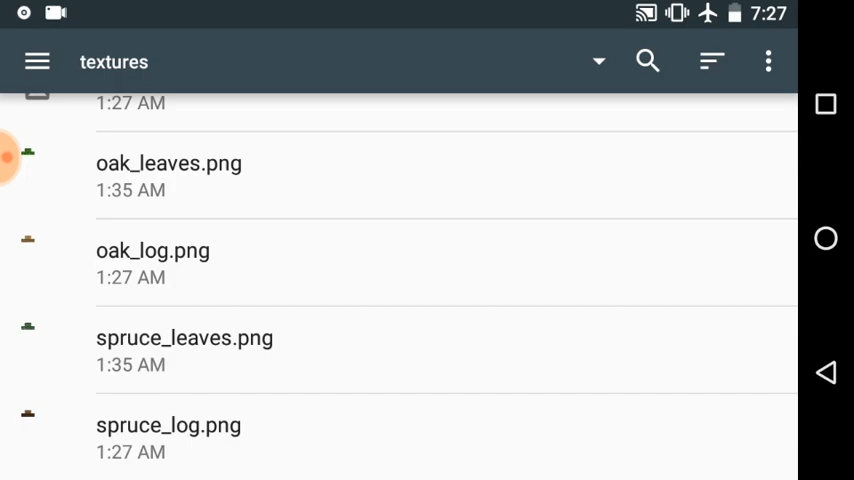 7:27
textures
1:27 AM
oak_leaves.png
1:35 AM
oak_log.png
1:27 AM
spruce_leaves.png
1:35 AM
spruce_log.png
1:27 AM